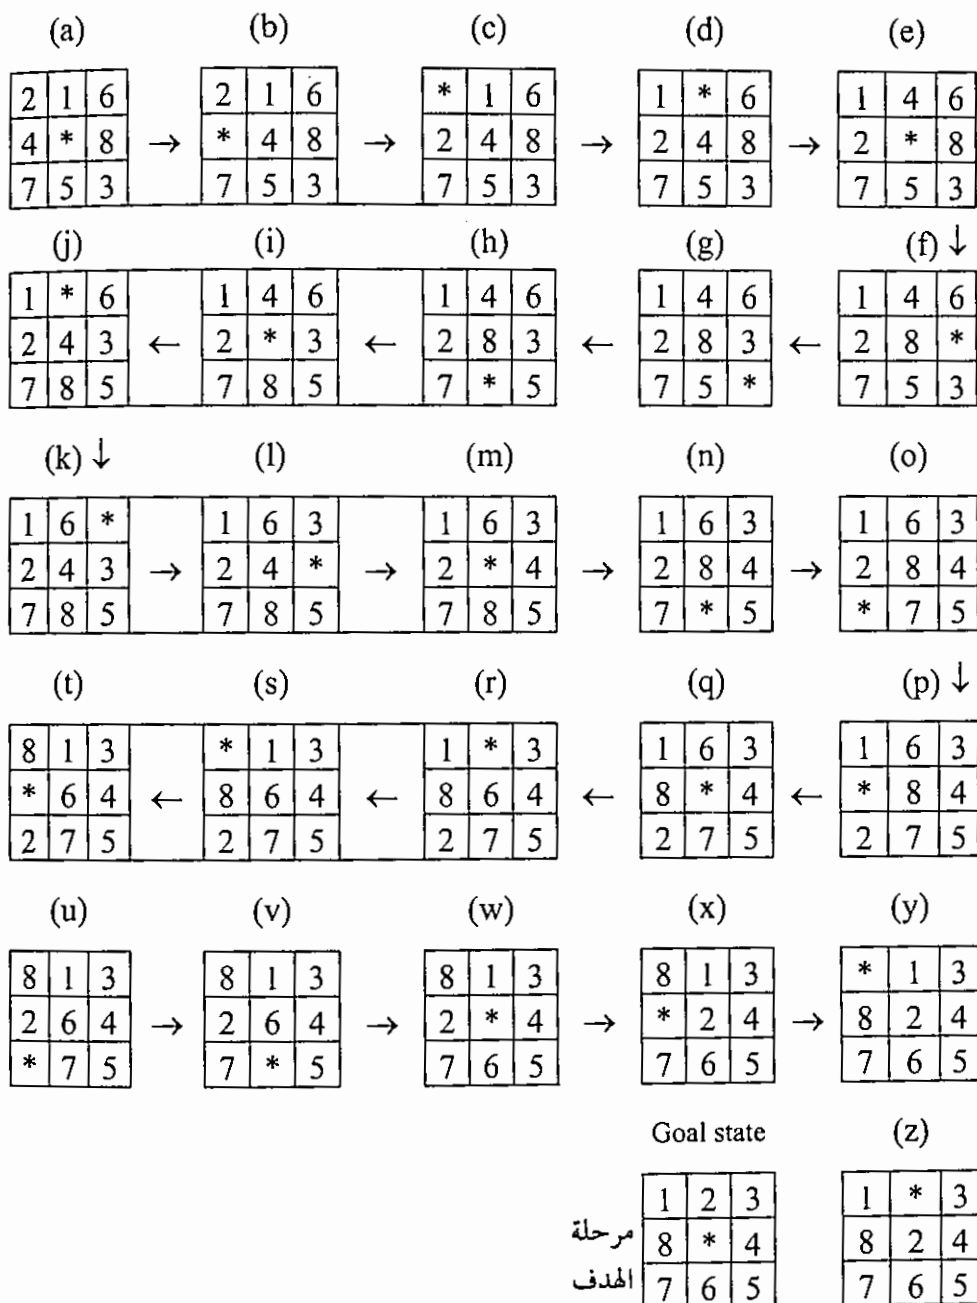 (a) (b) (c) (d) (e)
2 1 6 2 1 6 * 1 6 1 * 6 1 4 6
4 * 8 → * 4 8 → 2 4 8 → 2 4 8 → 2 * 8
7 5 3 7 5 3 7 5 3 7 5 3 7 5 3
(j) (i) (h) (g) (f) ↓
1 * 6 1 4 6 1 4 6 1 4 6 1 4 6
2 4 3 ← 2 * 3 ← 2 8 3 ← 2 8 3 ← 2 8 *
7 8 5 7 8 5 7 * 5 7 5 * 7 5 3
(k) ↓ (l) (m) (n) (o)
1 6 * 1 6 3 1 6 3 1 6 3 1 6 3
2 4 3 → 2 4 * → 2 * 4 → 2 8 4 → 2 8 4
7 8 5 7 8 5 7 8 5 7 * 5 * 7 5
(t) (s) (r) (q) (p) ↓
8 1 3 * 1 3 1 * 3 1 6 3 1 6 3
* 6 4 ← 8 6 4 ← 8 6 4 ← 8 * 4 ← * 8 4
2 7 5 2 7 5 2 7 5 2 7 5 2 7 5
(u) (v) (w) (x) (y)
8 1 3 8 1 3 8 1 3 8 1 3 * 1 3
2 6 4 → 2 6 4 → 2 * 4 → * 2 4 → 8 2 4
* 7 5 7 * 5 7 6 5 7 6 5 7 6 5
Goal state (z)
1 2 3 1 * 3
مرحلة 8 * 4 8 2 4
الهدف 7 6 5 7 6 5